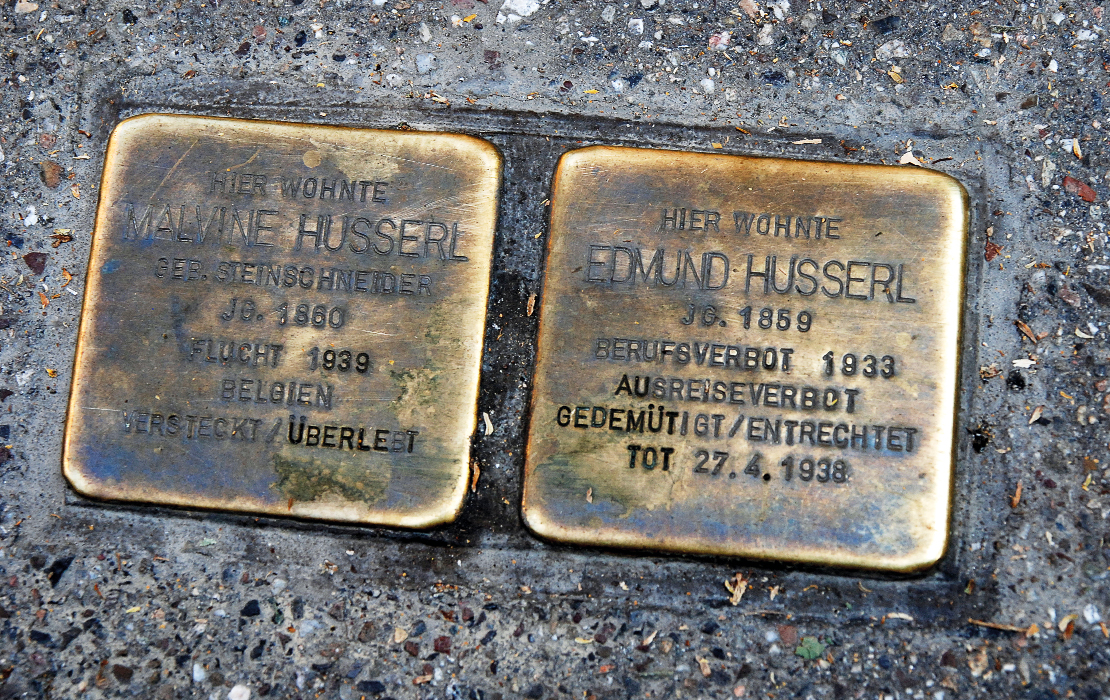 HIER WOHNTE
MALVINE HUSSERL
GEB. STEINSCHNEIDER
JG. 1860
FLUCHT 1939
BELGIEN
VERSTECKT / ÜBERLEBT
HIER WOHNTE
EDMUND HUSSERL
JG. 1859
BERUFSVERBOT 1933
AUSREISEVERBOT
GEDEMÜTIGT / ENTRECHTET
TOT 27.4.1938